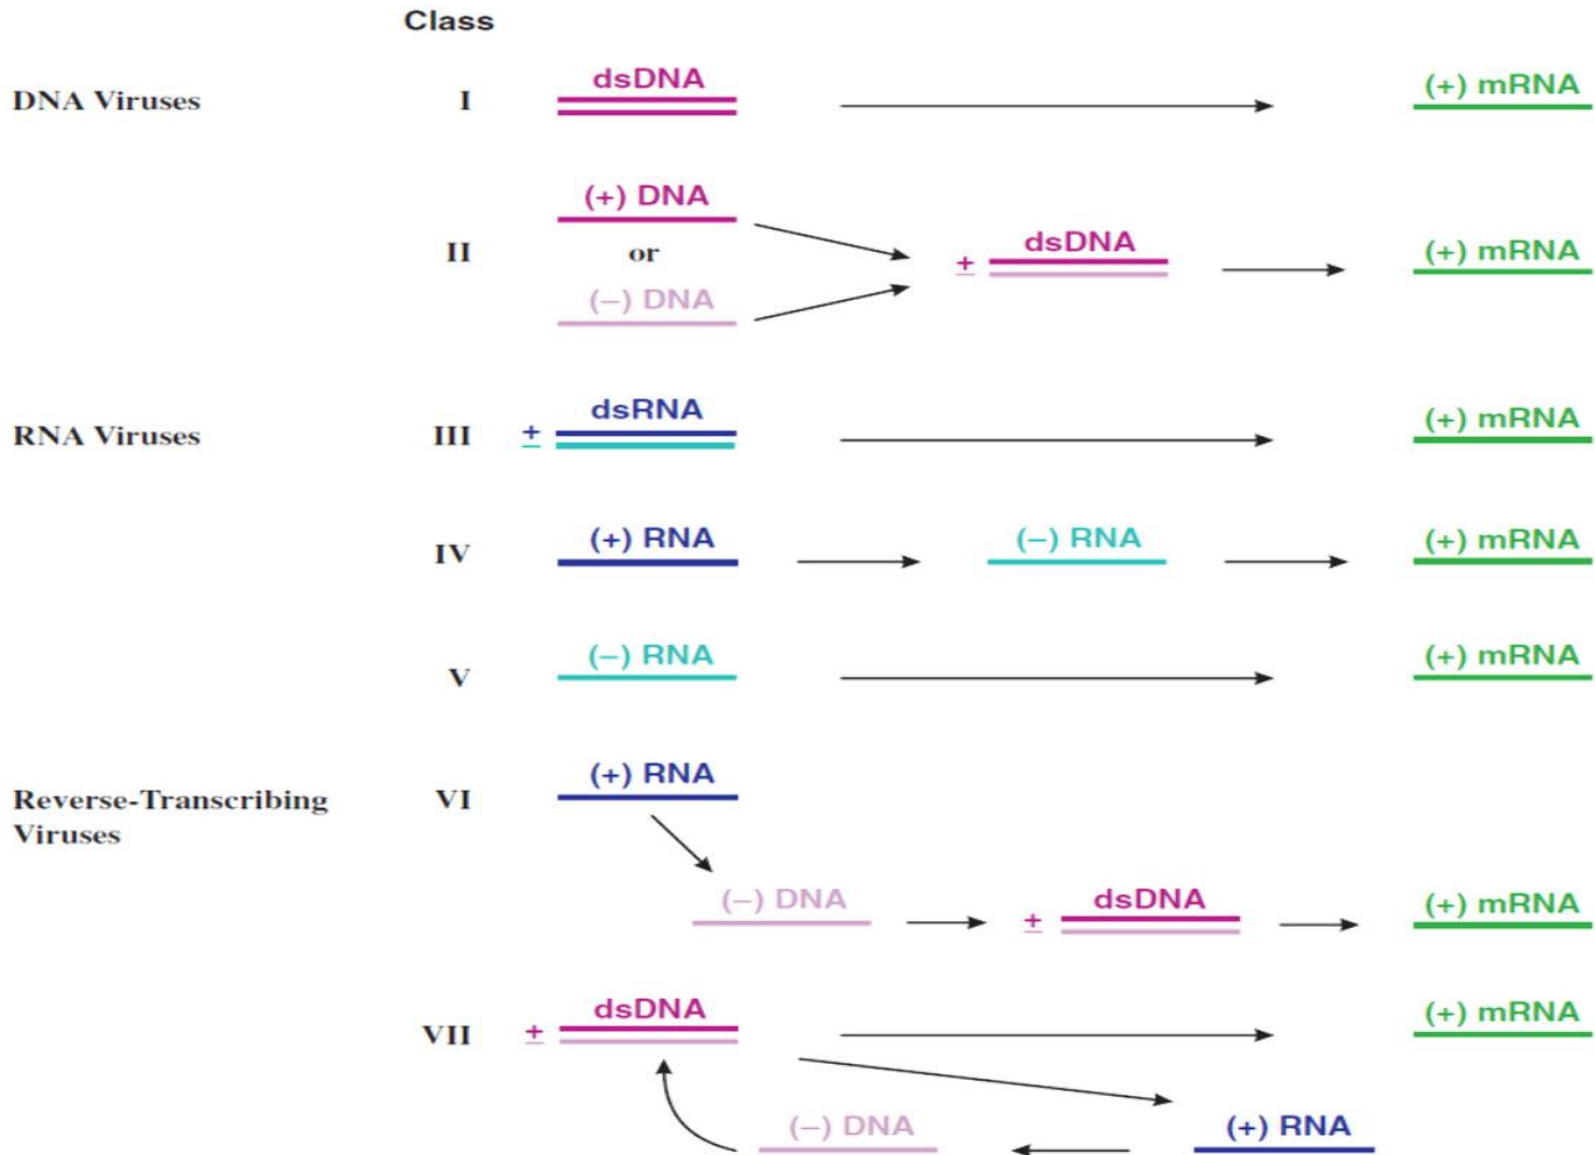 Class
DNA Viruses I dsDNA (+) mRNA
(+) DNA
II or ± dsDNA (+) mRNA
(–) DNA
RNA Viruses III ± dsRNA (+) mRNA
IV (+) RNA (–) RNA (+) mRNA
V (–) RNA (+) mRNA
Reverse-Transcribing VI (+) RNA
Viruses
(–) DNA ± dsDNA (+) mRNA
VII ± dsDNA (+) mRNA
(–) DNA (+) RNA